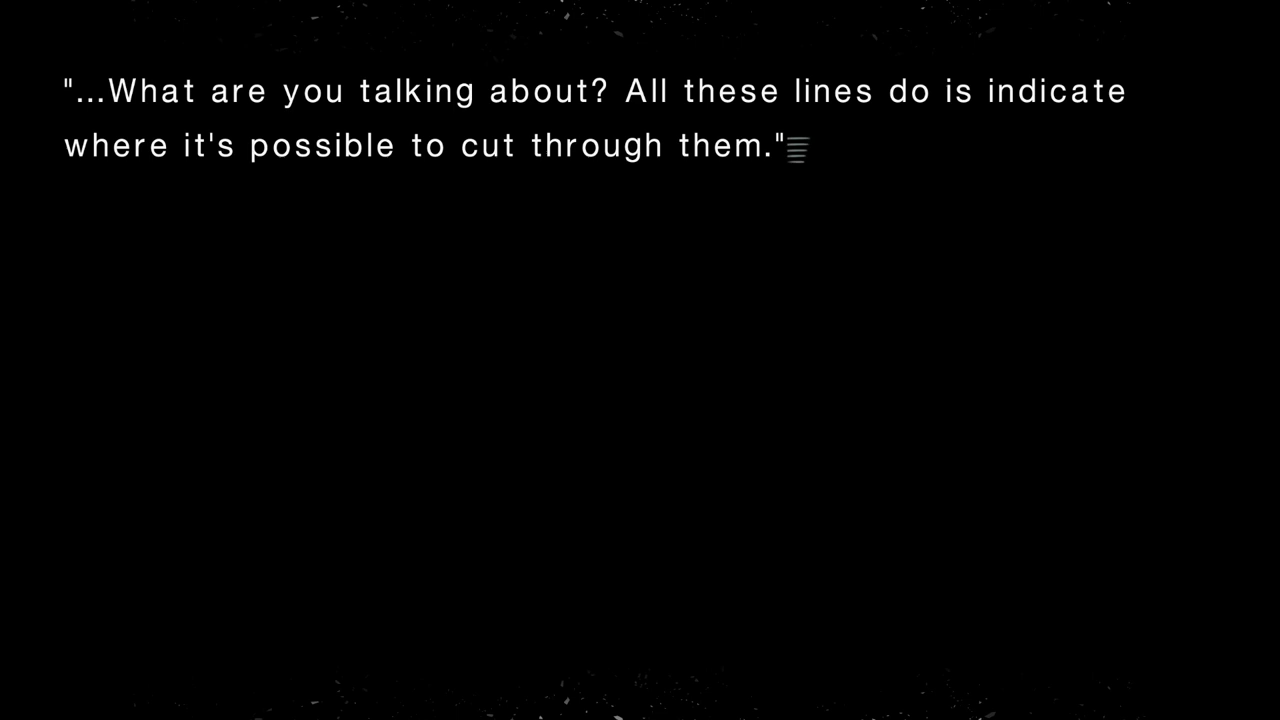 "...What are you talking about? All these lines do is indicate
where it's possible to cut through them."